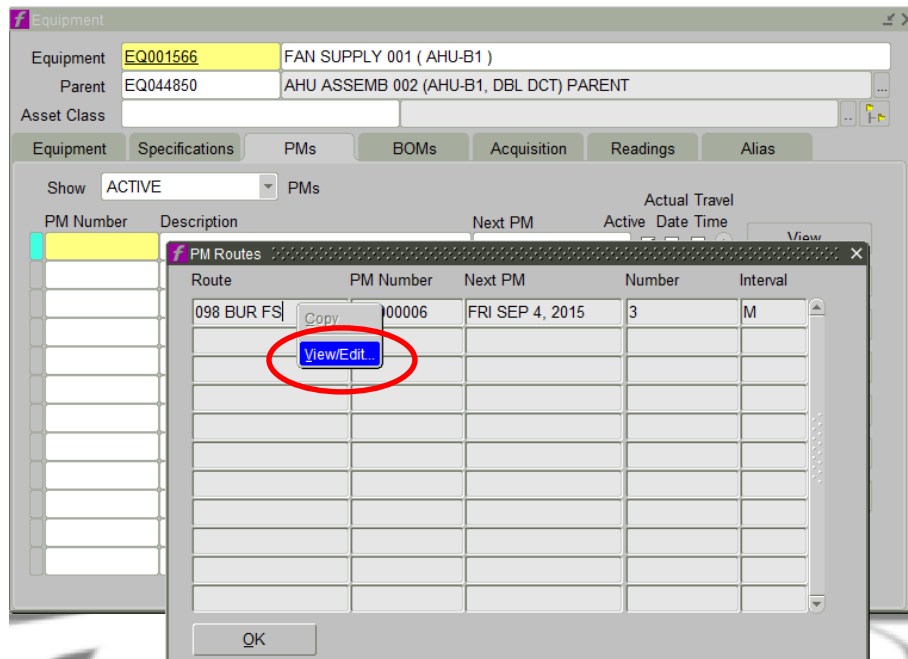 Equipment
Equipment EQ001566 FAN SUPPLY 001 ( AHU-B1 )
Parent EQ044850 AHU ASSEMB 002 (AHU-B1, DBL DCT) PARENT ...
Asset Class ..
Equipment Specifications PMs BOMs Acquisition Readings Alias
Show ACTIVE PMs
Actual Travel
PM Number Description Next PM Active Date Time
View
PM Routes
Route PM Number Next PM Number Interval
098 BUR FS 00006 FRI SEP 4, 2015 3 M
Copy
View/Edit...
OK